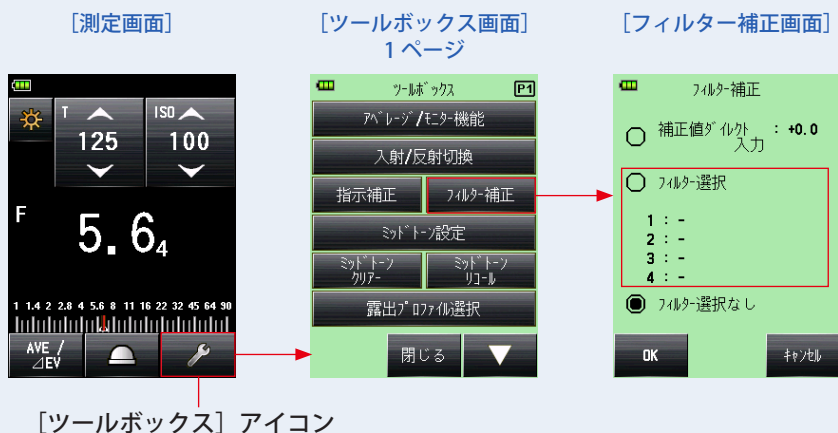 ［測定画面］
［ツールボックス画面］
1 ページ
［フィルター補正画面］
T
125
ISO
100
F
5.6₄
1 1.4 2 2.8 4 5.6 8 11 16 22 32 45 64 90
AVE /
⊿EV
ﾂｰﾙﾎﾞｯｸｽ
P1
ｱﾍﾞﾚｰｼﾞ/ﾓﾆﾀｰ機能
入射/反射切換
指示補正
ﾌｨﾙﾀｰ補正
ﾐｯﾄﾞﾄｰﾝ設定
ﾐｯﾄﾞﾄｰﾝ
ｸﾘｱｰ
ﾐｯﾄﾞﾄｰﾝ
ﾘｺｰﾙ
露出ﾌﾟﾛﾌｧｲﾙ選択
閉じる
ﾌｨﾙﾀｰ補正
補正値ﾀﾞｲﾚｸﾄ : +0.0
入力
ﾌｨﾙﾀｰ選択
1 : -
2 : -
3 : -
4 : -
ﾌｨﾙﾀｰ選択なし
OK
ｷｬﾝｾﾙ
［ツールボックス］アイコン